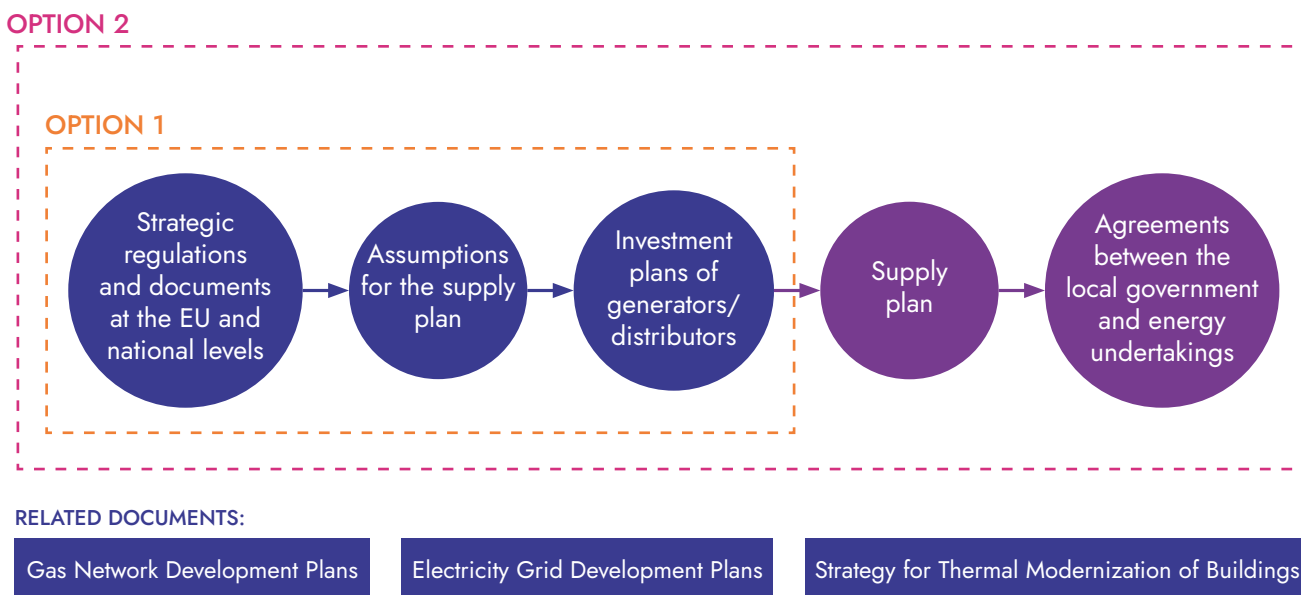 OPTION 2
OPTION 1
Strategic
regulations
and documents
at the EU and
national levels
Assumptions
for the supply
plan
Investment
plans of
generators/
distributors
Supply
plan
Agreements
between the
local government
and energy
undertakings
RELATED DOCUMENTS:
Gas Network Development Plans
Electricity Grid Development Plans
Strategy for Thermal Modernization of Buildings